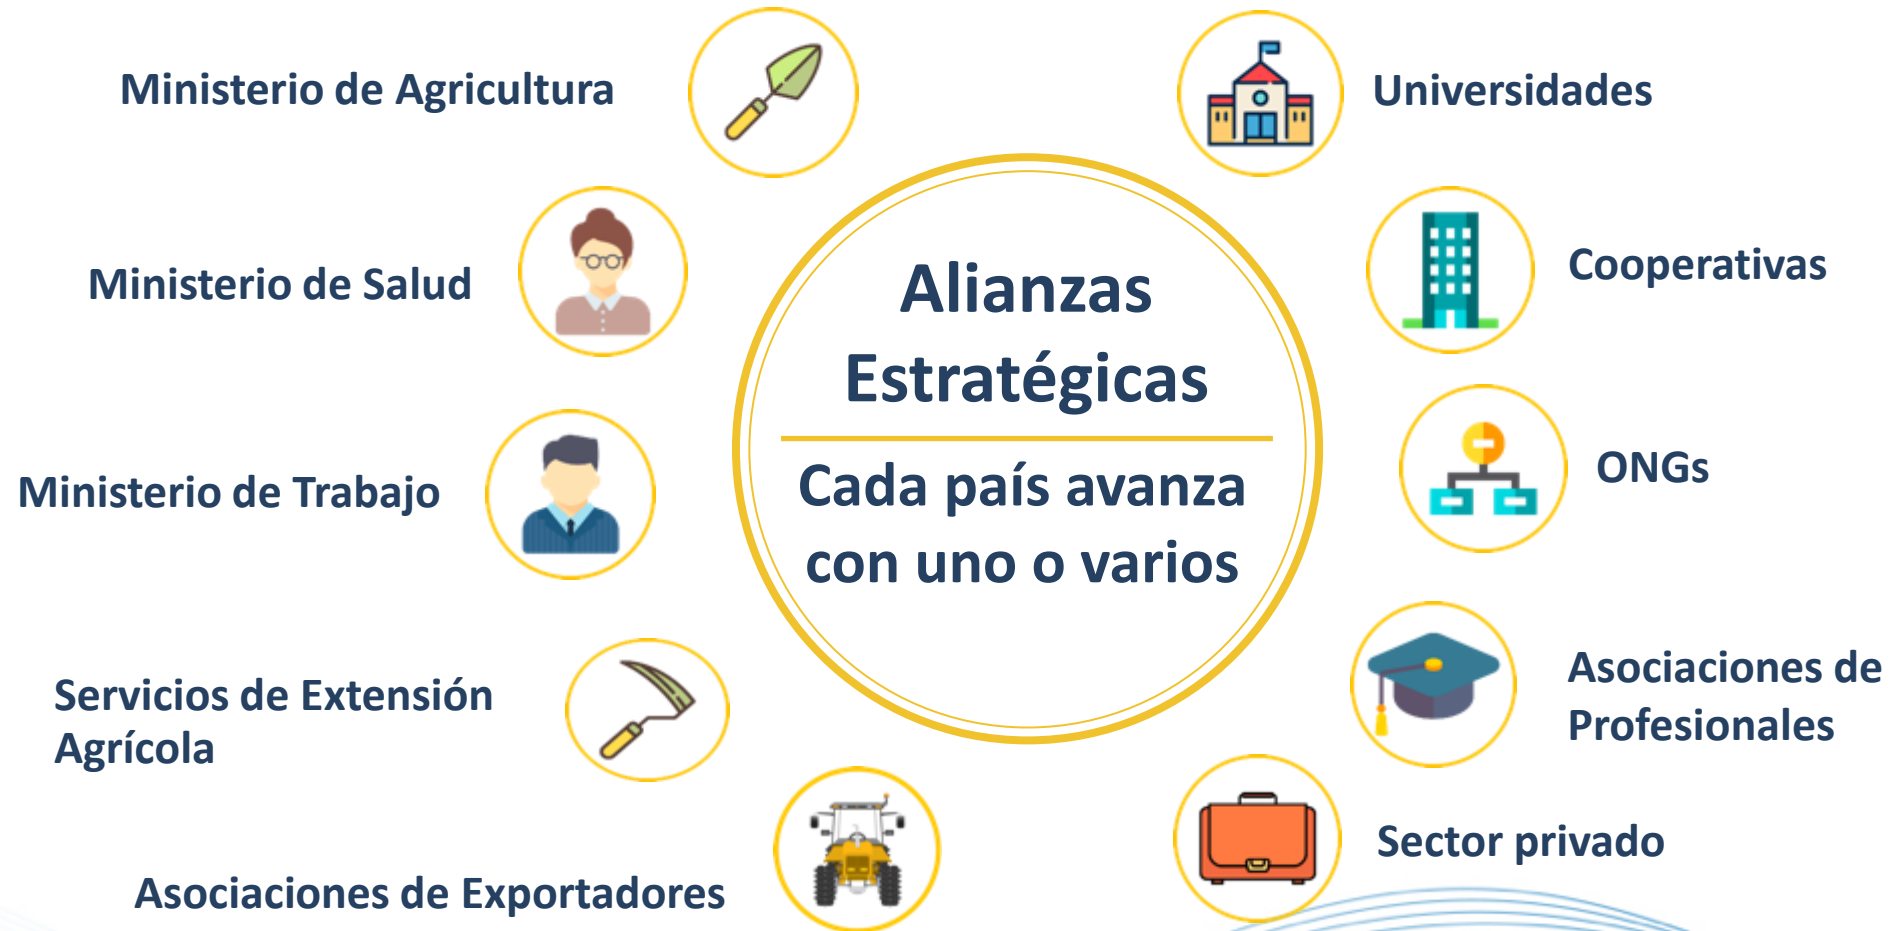 Ministerio de Agricultura
Universidades
Ministerio de Salud
Cooperativas
Alianzas
Estratégicas
Cada país avanza
con uno o varios
Ministerio de Trabajo
ONGs
Servicios de Extensión
Agrícola
Asociaciones de
Profesionales
Asociaciones de Exportadores
Sector privado